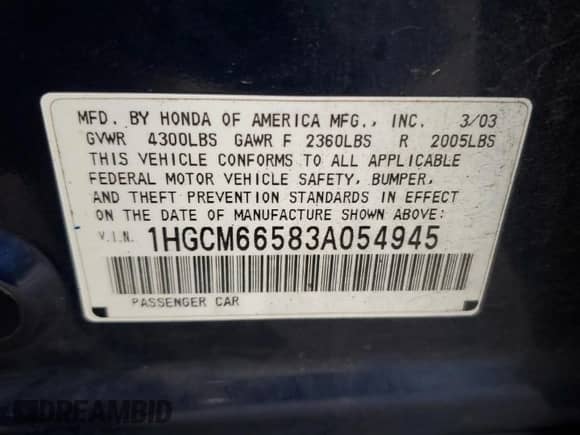 MFD. BY HONDA OF AMERICA MFG., INC. 3/03
GVWR 4300LBS GAWR F 2360LBS R 2005LBS
THIS VEHICLE CONFORMS TO ALL APPLICABLE
FEDERAL MOTOR VEHICLE SAFETY, BUMPER,
AND THEFT PREVENTION STANDARDS IN EFFECT
ON THE DATE OF MANUFACTURE SHOWN ABOVE:
V.I.N. 1HGCM66583A054945
PASSENGER CAR
DREAMBID